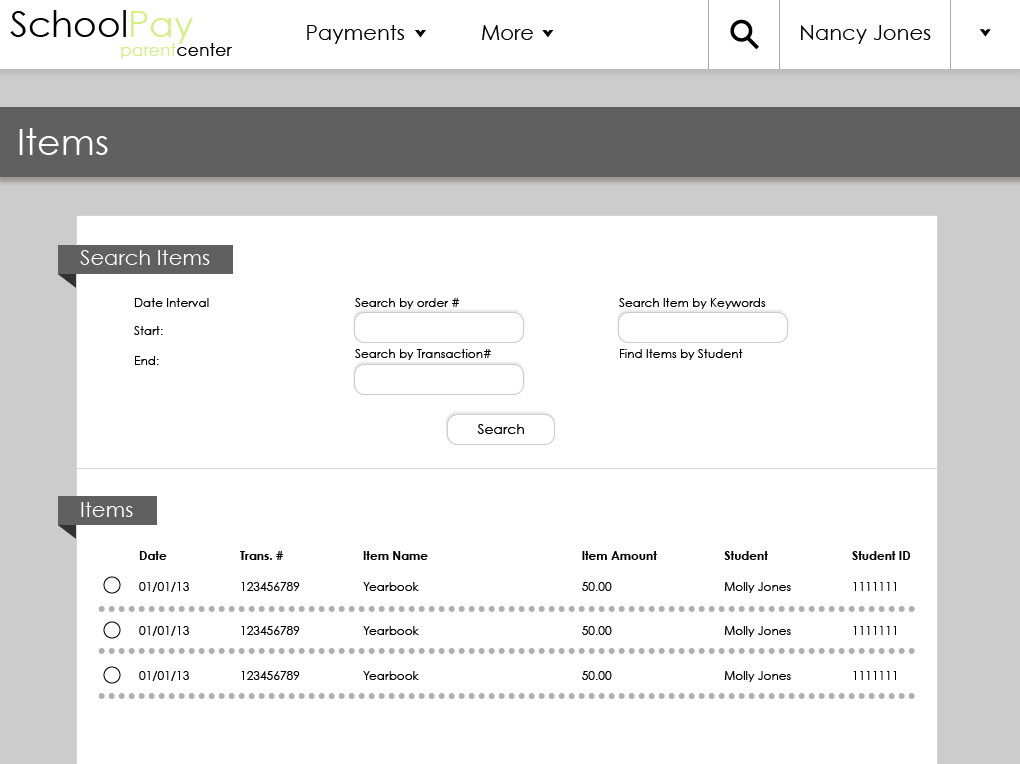 SchoolPay
parentcenter
Payments
More
Nancy Jones
Items
Search Items
Date Interval
Start:
End:
Search by order #
Search by Transaction#
Search Item by Keywords
Find Items by Student
Search
Items
Date Trans. # Item Name Item Amount Student Student ID
01/01/13 123456789 Yearbook 50.00 Molly Jones 1111111
01/01/13 123456789 Yearbook 50.00 Molly Jones 1111111
01/01/13 123456789 Yearbook 50.00 Molly Jones 1111111